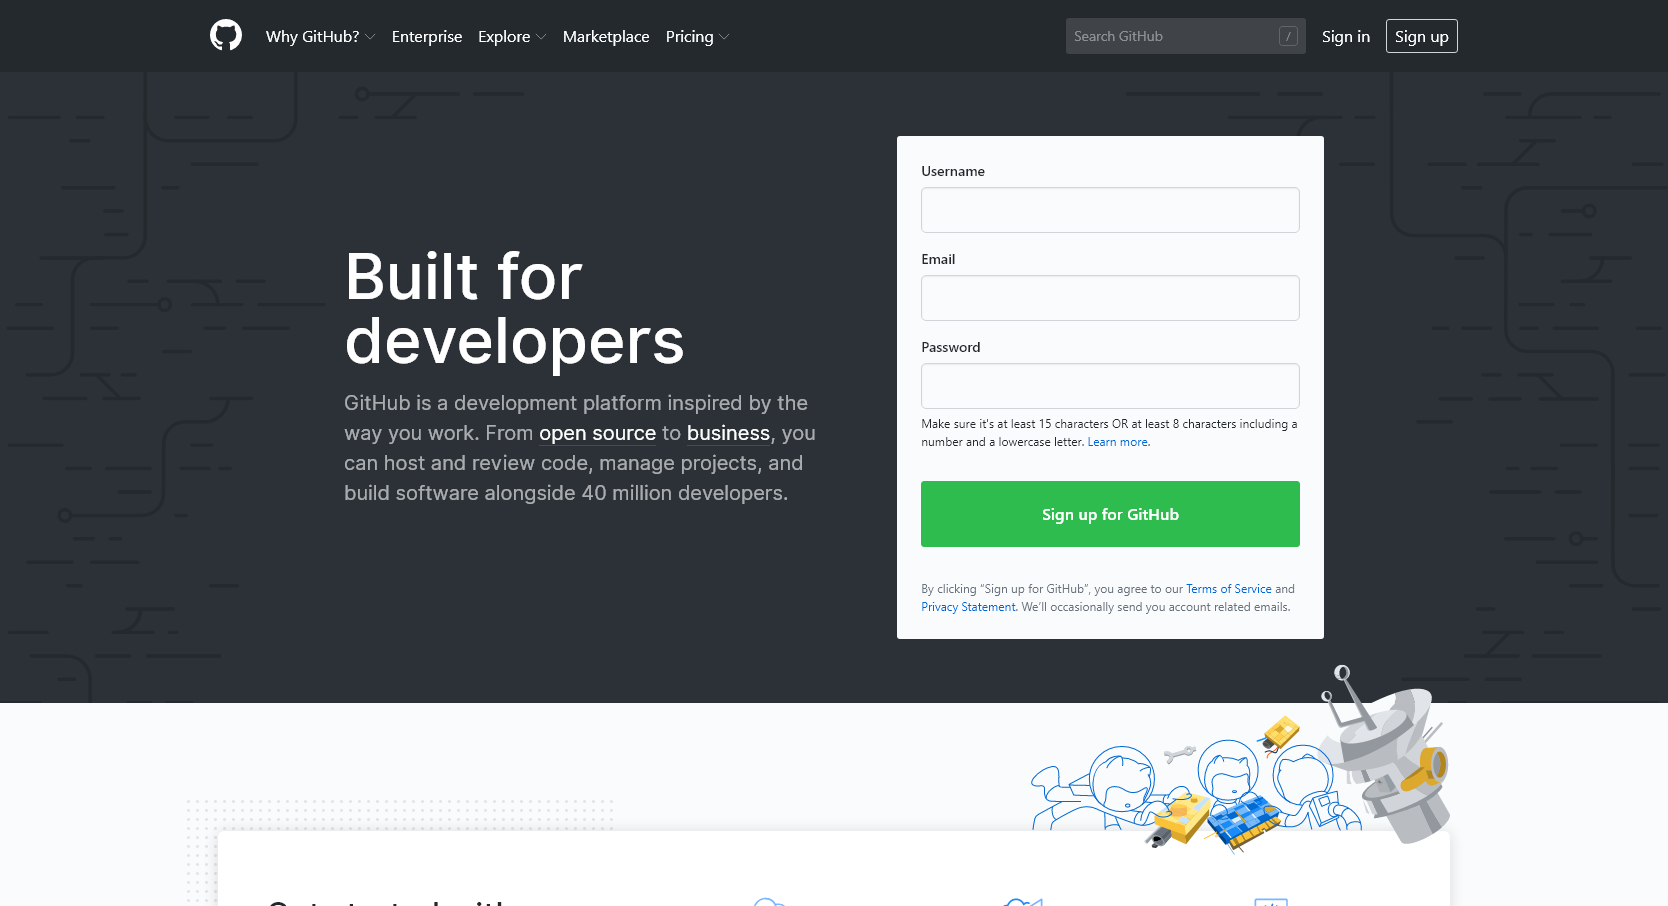 Why GitHub? Enterprise Explore Marketplace Pricing Search GitHub / Sign in Sign up
Built for
developers
GitHub is a development platform inspired by the
way you work. From open source to business, you
can host and review code, manage projects, and
build software alongside 40 million developers.
Username
Email
Password
Make sure it's at least 15 characters OR at least 8 characters including a
number and a lowercase letter. Learn more.
Sign up for GitHub
By clicking “Sign up for GitHub”, you agree to our Terms of Service and
Privacy Statement. We’ll occasionally send you account related emails.